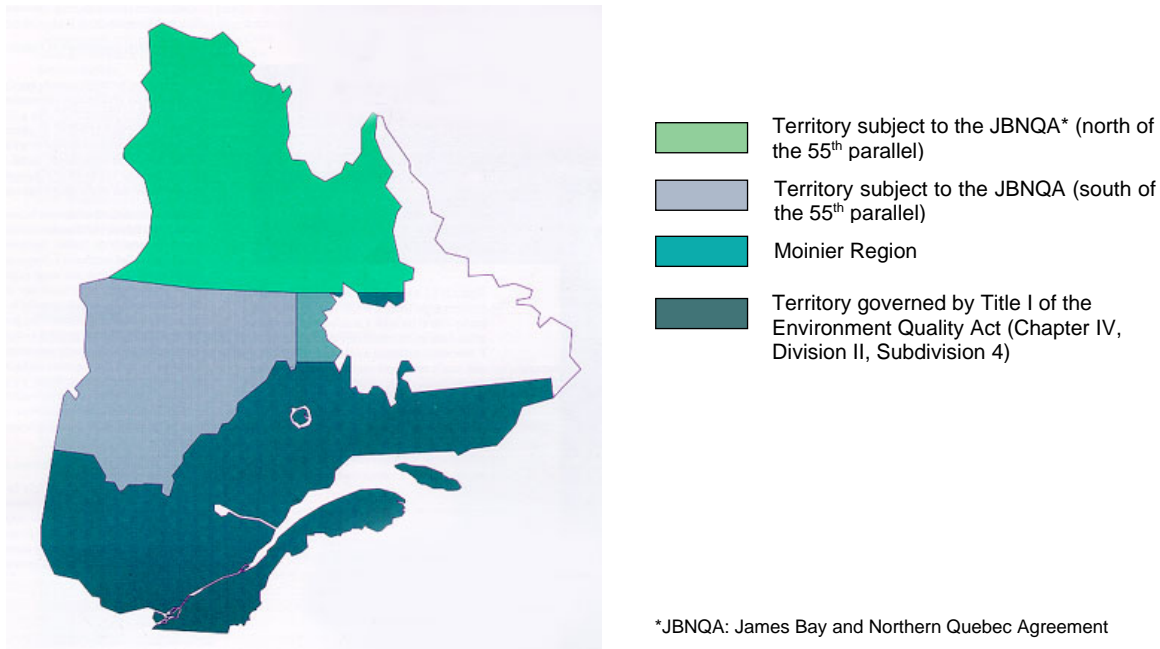 Territory subject to the JBNQA* (north of
the 55th parallel)
Territory subject to the JBNQA (south of
the 55th parallel)
Moinier Region
Territory governed by Title I of the
Environment Quality Act (Chapter IV,
Division II, Subdivision 4)
*JBNQA: James Bay and Northern Quebec Agreement